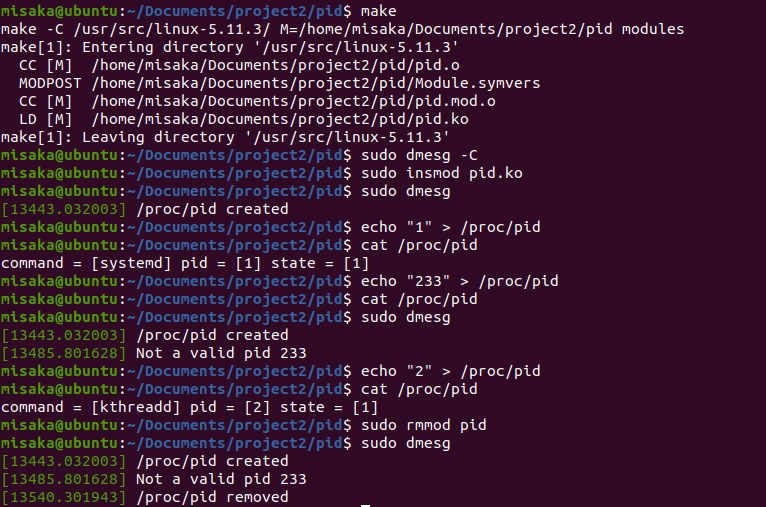 misaka@ubuntu:~/Documents/project2/pid$ make
make -C /usr/src/linux-5.11.3/ M=/home/misaka/Documents/project2/pid modules
make[1]: Entering directory '/usr/src/linux-5.11.3'
  CC [M]  /home/misaka/Documents/project2/pid/pid.o
  MODPOST /home/misaka/Documents/project2/pid/Module.symvers
  CC [M]  /home/misaka/Documents/project2/pid/pid.mod.o
  LD [M]  /home/misaka/Documents/project2/pid/pid.ko
make[1]: Leaving directory '/usr/src/linux-5.11.3'
misaka@ubuntu:~/Documents/project2/pid$ sudo dmesg -C
misaka@ubuntu:~/Documents/project2/pid$ sudo insmod pid.ko
misaka@ubuntu:~/Documents/project2/pid$ sudo dmesg
[13443.032003] /proc/pid created
misaka@ubuntu:~/Documents/project2/pid$ echo "1" > /proc/pid
misaka@ubuntu:~/Documents/project2/pid$ cat /proc/pid
command = [systemd] pid = [1] state = [1]
misaka@ubuntu:~/Documents/project2/pid$ echo "233" > /proc/pid
misaka@ubuntu:~/Documents/project2/pid$ cat /proc/pid
misaka@ubuntu:~/Documents/project2/pid$ sudo dmesg
[13443.032003] /proc/pid created
[13485.801628] Not a valid pid 233
misaka@ubuntu:~/Documents/project2/pid$ echo "2" > /proc/pid
misaka@ubuntu:~/Documents/project2/pid$ cat /proc/pid
command = [kthreadd] pid = [2] state = [1]
misaka@ubuntu:~/Documents/project2/pid$ sudo rmmod pid
misaka@ubuntu:~/Documents/project2/pid$ sudo dmesg
[13443.032003] /proc/pid created
[13485.801628] Not a valid pid 233
[13540.301943] /proc/pid removed